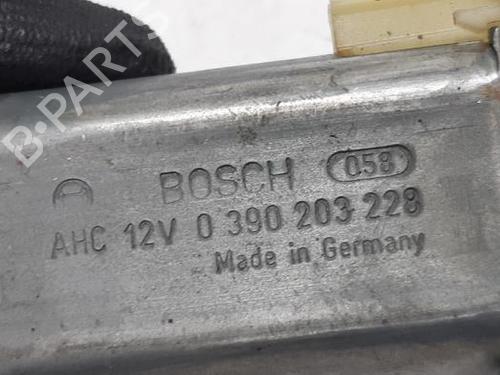 BOSCH 058
AHC 12V 0 390 203 228
Made in Germany
B-PARTS